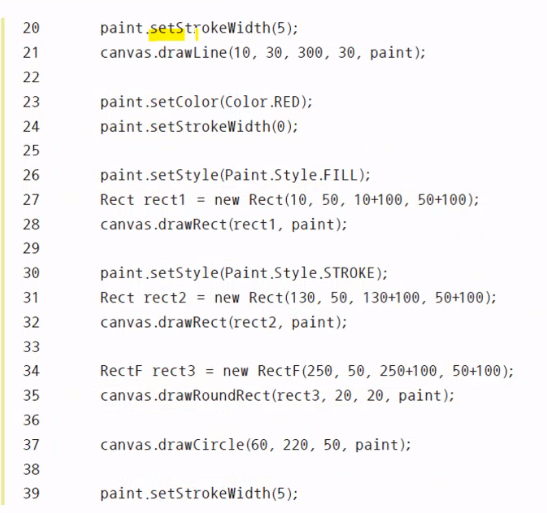 20 paint.setStrokeWidth(5);
21 canvas.drawLine(10, 30, 300, 30, paint);
22
23 paint.setColor(Color.RED);
24 paint.setStrokeWidth(0);
25
26 paint.setStyle(Paint.Style.FILL);
27 Rect rect1 = new Rect(10, 50, 10+100, 50+100);
28 canvas.drawRect(rect1, paint);
29
30 paint.setStyle(Paint.Style.STROKE);
31 Rect rect2 = new Rect(130, 50, 130+100, 50+100);
32 canvas.drawRect(rect2, paint);
33
34 RectF rect3 = new RectF(250, 50, 250+100, 50+100);
35 canvas.drawRoundRect(rect3, 20, 20, paint);
36
37 canvas.drawCircle(60, 220, 50, paint);
38
39 paint.setStrokeWidth(5);